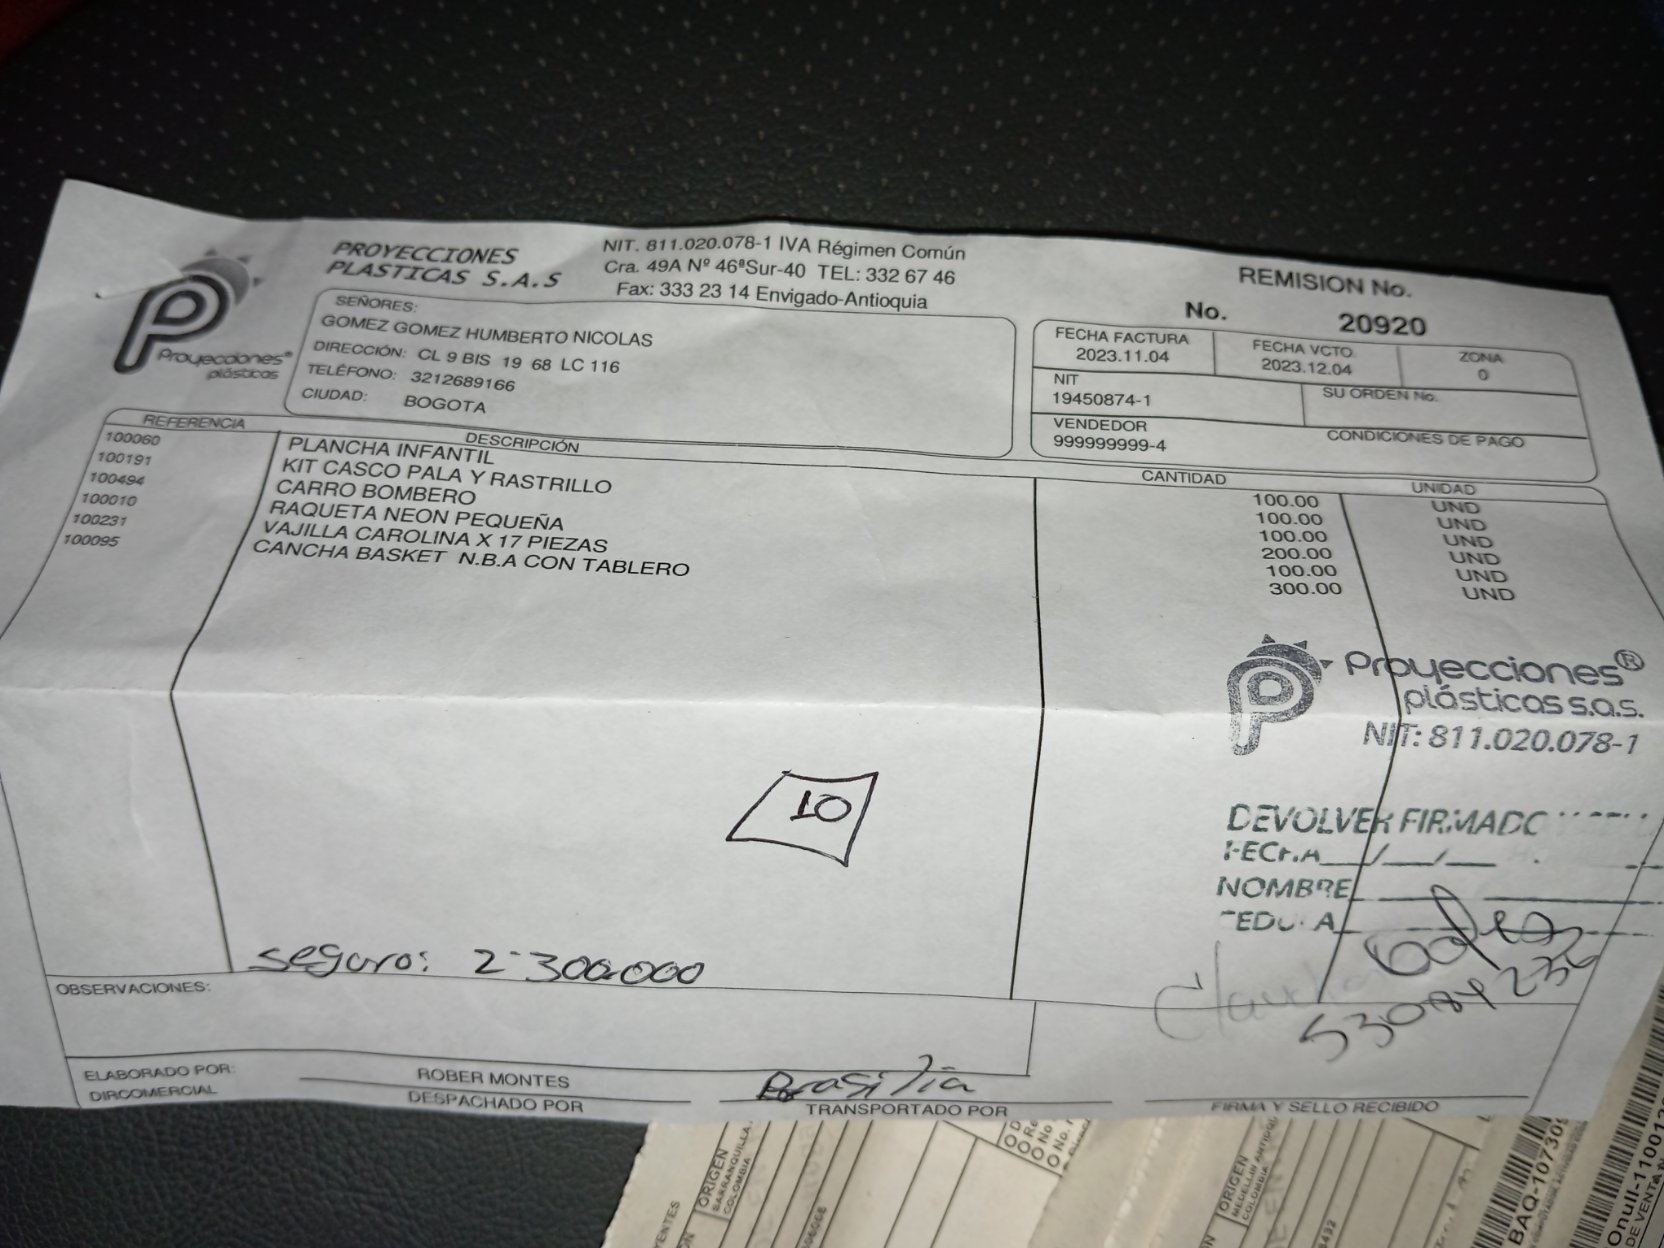 PROYECCIONES
PLASTICAS S.A.S
NIT. 811.020.078-1 IVA Régimen Común
Cra. 49A Nº 46ªSur-40 TEL: 332 67 46
Fax: 333 23 14 Envigado-Antioquia
REMISION No.
No. 20920
Proyecciones®
plásticas
SEÑORES:
GOMEZ GOMEZ HUMBERTO NICOLAS
DIRECCIÓN: CL 9 BIS 19 68 LC 116
TELÉFONO: 3212689166
CIUDAD: BOGOTA
FECHA FACTURA FECHA VCTO. ZONA
2023.11.04 2023.12.04 0
NIT SU ORDEN No.
19450874-1
VENDEDOR CONDICIONES DE PAGO
999999999-4
REFERENCIA DESCRIPCIÓN CANTIDAD UNIDAD
100060 PLANCHA INFANTIL 100.00 UND
100191 KIT CASCO PALA Y RASTRILLO 100.00 UND
100494 CARRO BOMBERO 100.00 UND
100010 RAQUETA NEON PEQUEÑA 200.00 UND
100231 VAJILLA CAROLINA X 17 PIEZAS 100.00 UND
100095 CANCHA BASKET N.B.A CON TABLERO 300.00 UND
Proyecciones®
plásticas s.a.s.
NIT: 811.020.078-1
10
DEVOLVER FIRMADO
FECHA / /
NOMBRE
CEDULA
seguro: 2'300.000
OBSERVACIONES:
ELABORADO POR:
DIRCOMERCIAL
ROBER MONTES
DESPACHADO POR
Brasilia
TRANSPORTADO POR
FIRMA Y SELLO RECIBIDO
ORIGEN
BARRANQUILLA
COLOMBIA
ORIGEN
COLOMBIA